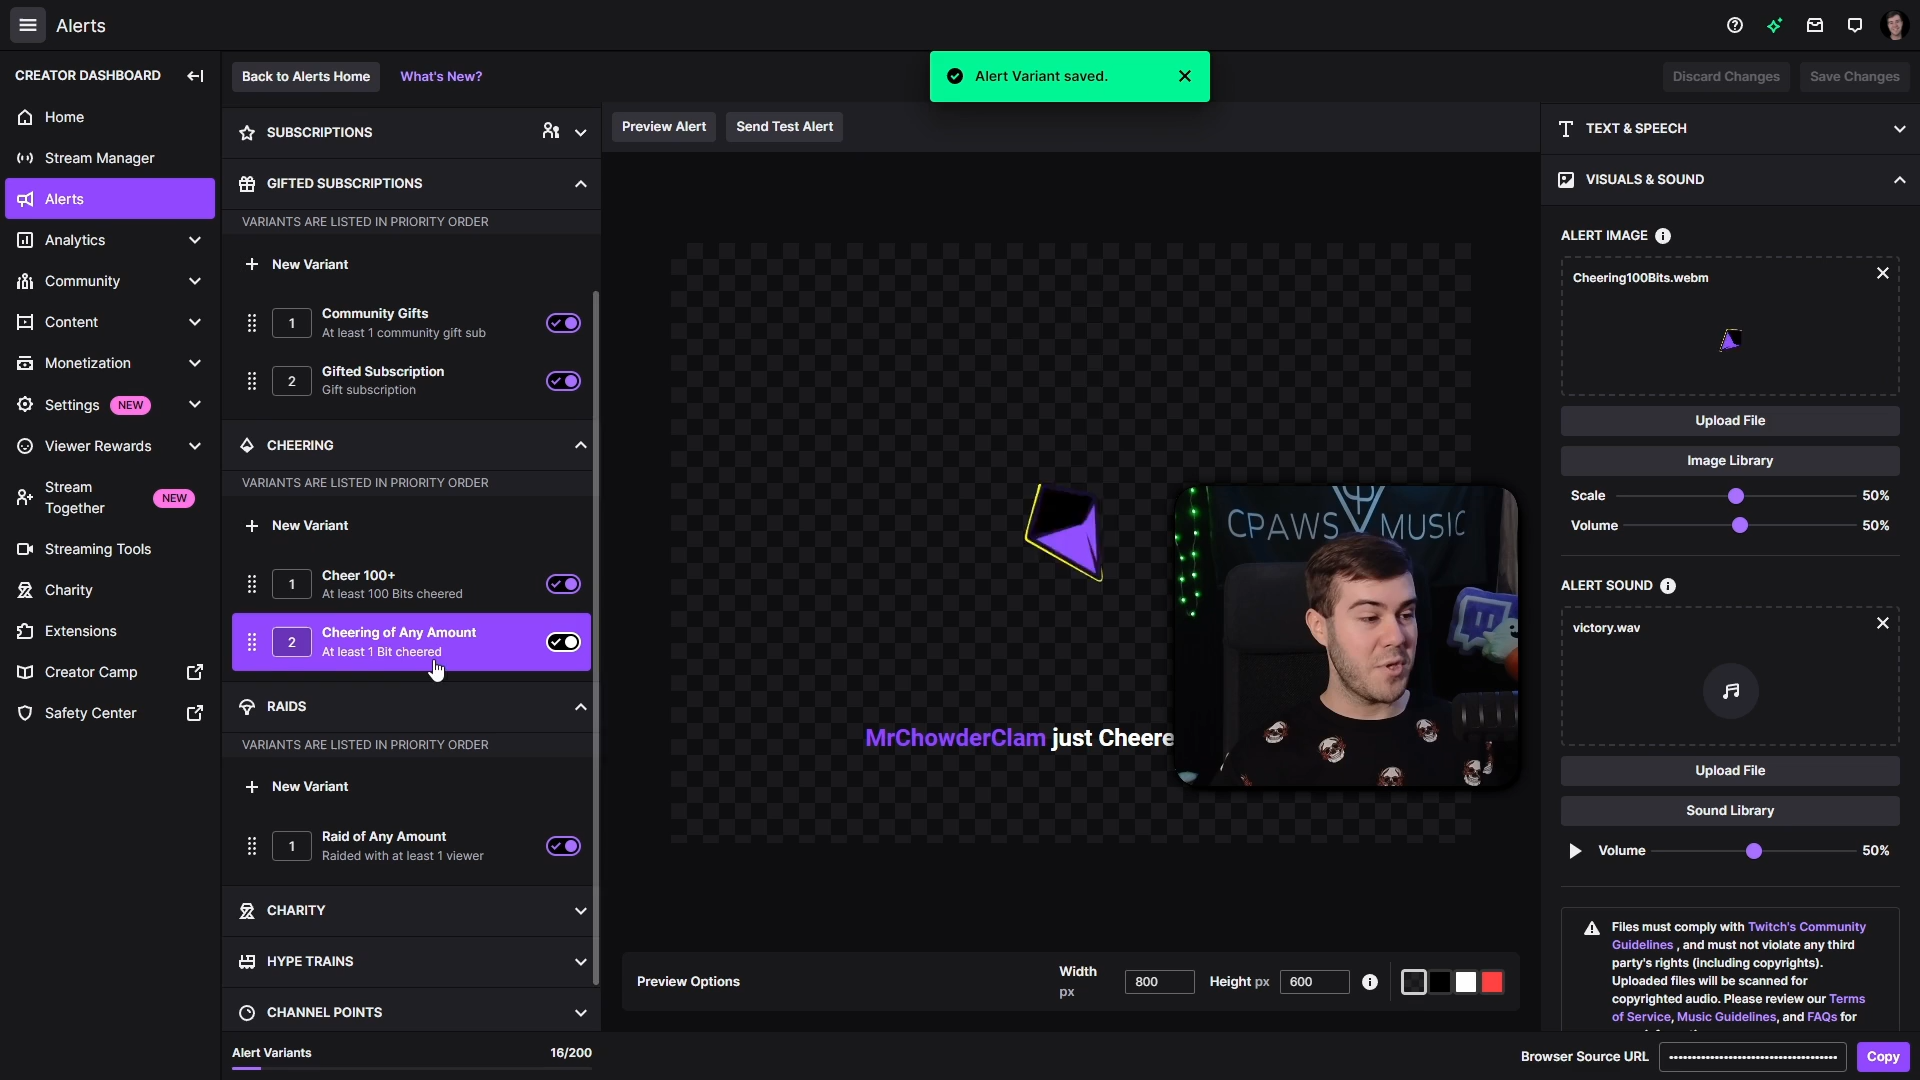 Alerts
CREATOR DASHBOARD
Home
Stream Manager
Alerts
Analytics
Community
Content
Monetization
Settings NEW
Viewer Rewards
Stream
Together NEW
Streaming Tools
Charity
Extensions
Creator Camp
Safety Center
Back to Alerts Home
What's New?
Alert Variant saved.
Discard Changes
Save Changes
SUBSCRIPTIONS
GIFTED SUBSCRIPTIONS
VARIANTS ARE LISTED IN PRIORITY ORDER
New Variant
1
Community Gifts
At least 1 community gift sub
2
Gifted Subscription
Gift subscription
CHEERING
VARIANTS ARE LISTED IN PRIORITY ORDER
New Variant
1
Cheer 100+
At least 100 Bits cheered
2
Cheering of Any Amount
At least 1 Bit cheered
RAIDS
VARIANTS ARE LISTED IN PRIORITY ORDER
New Variant
1
Raid of Any Amount
Raided with at least 1 viewer
CHARITY
HYPE TRAINS
CHANNEL POINTS
Alert Variants 16/200
Preview Alert
Send Test Alert
CPAWS MUSIC
MrChowderClam just Cheere
Preview Options
Width
px
800
Height px
600
TEXT & SPEECH
VISUALS & SOUND
ALERT IMAGE
Cheering100Bits.webm
Upload File
Image Library
Scale 50%
Volume 50%
ALERT SOUND
victory.wav
Upload File
Sound Library
Volume 50%
Files must comply with Twitch's Community
Guidelines , and must not violate any third
party's rights (including copyrights).
Uploaded files will be scanned for
copyrighted audio. Please review our Terms
of Service, Music Guidelines, and FAQs for
Browser Source URL
Copy